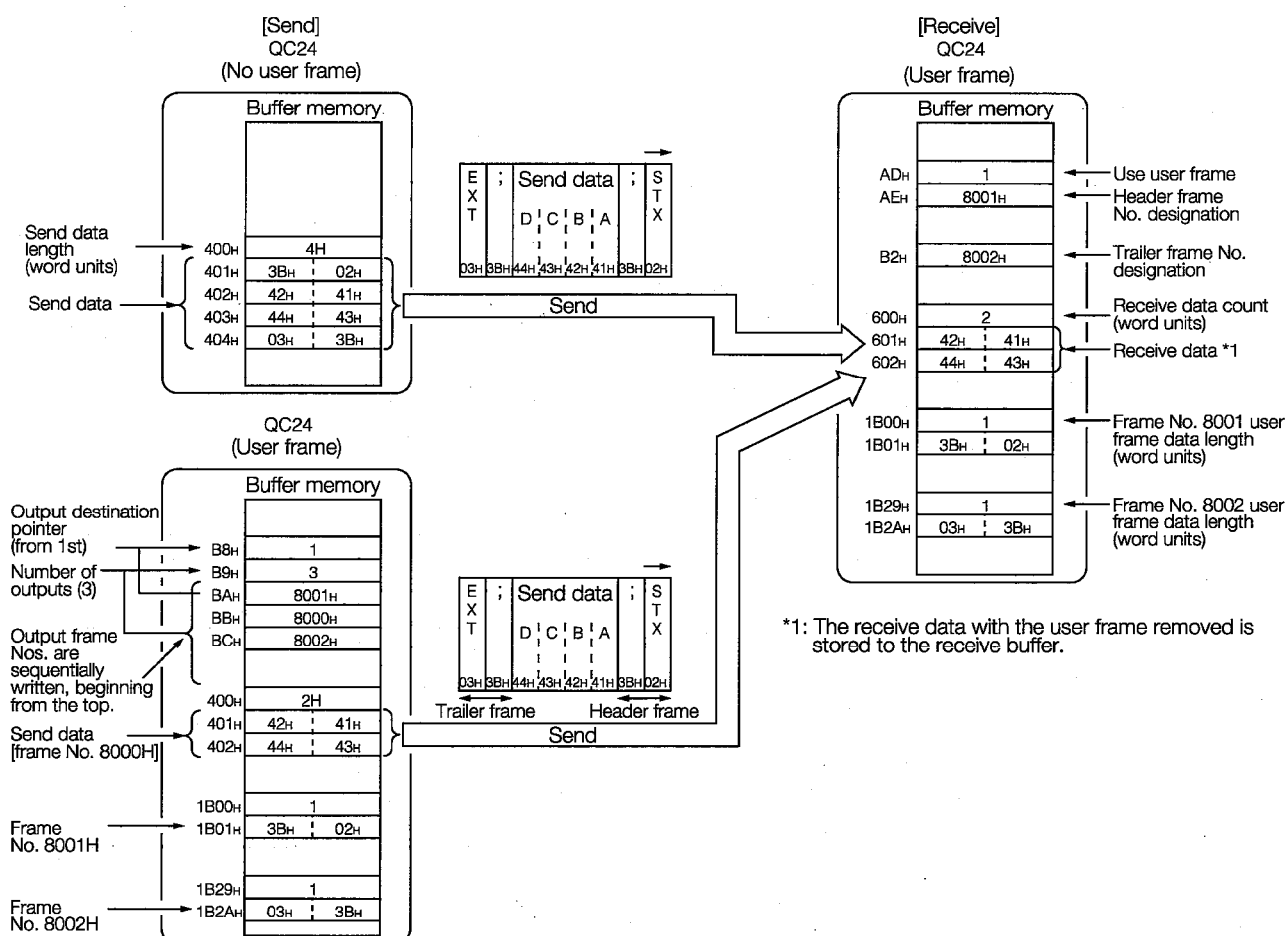 [Send]
QC24
(No user frame)
Buffer memory
Send data
length
(word units)
400H 4H
Send data
401H 3BH 02H
402H 42H 41H
403H 44H 43H
404H 03H 3BH
E
X
T
;
Send data
;
S
T
X
D C B A
03H 3BH 44H 43H 42H 41H 3BH 02H
Send
QC24
(User frame)
Buffer memory
Output destination
pointer
(from 1st)
B8H 1
Number of
outputs (3)
B9H 3
BAH 8001H
BBH 8000H
BCH 8002H
Output frame
Nos. are
sequentially
written, beginning
from the top.
400H 2H
401H 42H 41H
402H 44H 43H
Send data
[frame No. 8000H]
1B00H 1
1B01H 3BH 02H
Frame
No. 8001H
1B29H 1
1B2AH 03H 3BH
Frame
No. 8002H
E
X
T
;
Send data
;
S
T
X
D C B A
03H 3BH 44H 43H 42H 41H 3BH 02H
Trailer frame Header frame
Send
[Receive]
QC24
(User frame)
Buffer memory
ADH 1 Use user frame
AEH 8001H Header frame
No. designation
B2H 8002H Trailer frame No.
designation
600H 2 Receive data count
(word units)
601H 42H 41H Receive data *1
602H 44H 43H
1B00H 1 Frame No. 8001 user
1B01H 3BH 02H frame data length
(word units)
1B29H 1 Frame No. 8002 user
1B2AH 03H 3BH frame data length
(word units)
*1: The receive data with the user frame removed is
stored to the receive buffer.